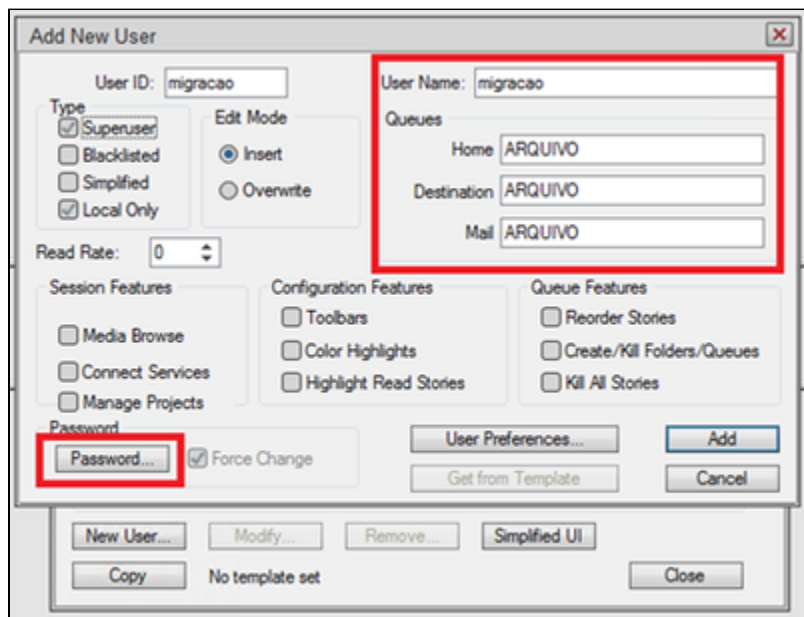 Add New User
User ID: migracao
User Name: migracao
Type
Superuser
Blacklisted
Simplified
Local Only
Edit Mode
Insert
Overwrite
Queues
Home ARQUIVO
Destination ARQUIVO
Mail ARQUIVO
Read Rate: 0
Session Features
Media Browse
Connect Services
Manage Projects
Configuration Features
Toolbars
Color Highlights
Highlight Read Stories
Queue Features
Reorder Stories
Create/Kill Folders/Queues
Kill All Stories
Password
Password...
Force Change
User Preferences...
Add
Get from Template
Cancel
New User...
Modify...
Remove...
Simplified UI
Copy
No template set
Close